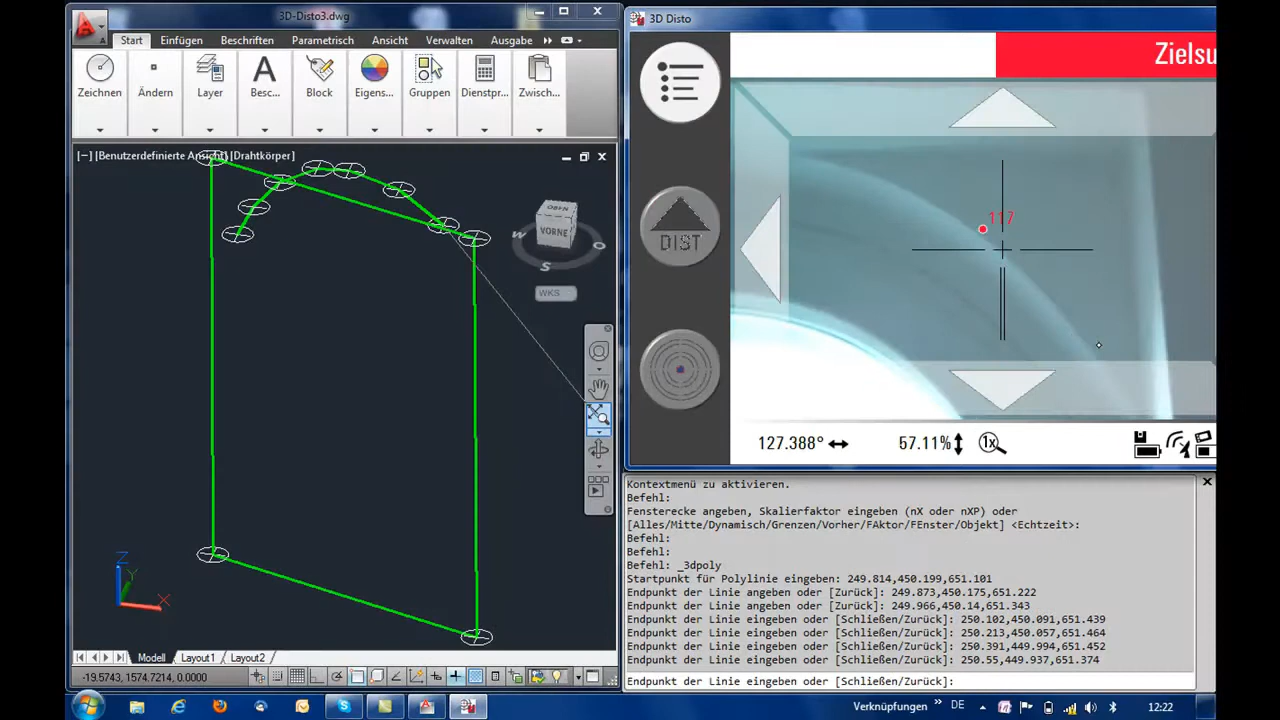 3D-Disto3.dwg
Start Einfügen Beschriften Parametrisch Ansicht Verwalten Ausgabe
Zeichnen Ändern Layer Besc... Block Eigens... Gruppen Dienstpr... Zwisch...
[−] [Benutzerdefinierte Ansicht] [Drahtkörper]
OBEN
VORNE
W O
S
WKS
Z
Y
X
Modell Layout1 Layout2
-19.5743, 1574.7214, 0.0000
3D Disto
Zielsu
117
DIST
127.388° 57.11% 1x
Kontextmenü zu aktivieren.
Befehl:
Fensterecke angeben, Skalierfaktor eingeben (nX oder nXP) oder
[Alles/Mitte/Dynamisch/Grenzen/Vorher/FAktor/FEnster/Objekt] <Echtzeit>:
Befehl:
Befehl:
Befehl: _3dpoly
Startpunkt für Polylinie eingeben: 249.814,450.199,651.101
Endpunkt der Linie angeben oder [Zurück]: 249.873,450.175,651.222
Endpunkt der Linie angeben oder [Zurück]: 249.966,450.14,651.343
Endpunkt der Linie eingeben oder [Schließen/Zurück]: 250.102,450.091,651.439
Endpunkt der Linie eingeben oder [Schließen/Zurück]: 250.213,450.057,651.464
Endpunkt der Linie eingeben oder [Schließen/Zurück]: 250.391,449.994,651.452
Endpunkt der Linie eingeben oder [Schließen/Zurück]: 250.55,449.937,651.374
Endpunkt der Linie eingeben oder [Schließen/Zurück]:
Verknüpfungen DE 12:22